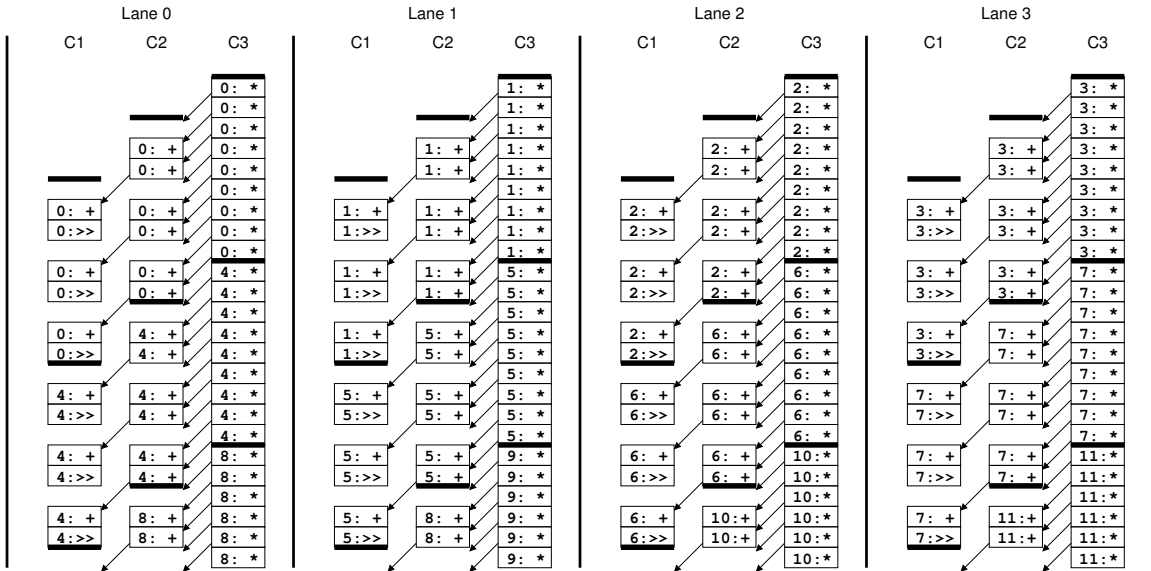 Lane 0 Lane 1 Lane 2 Lane 3
C1 C2 C3 C1 C2 C3 C1 C2 C3 C1 C2 C3
0: * 1: * 2: * 3: *
0: * 1: * 2: 3: *
0: * 1: * 2: * 3: *
0: + 0: * 1: + 1: * 2: + 2: * 3: + 3: *
0: + 0: * 1: + 1: * 2: + 2: * 3: + 3: *
0: * 1: * 2: * 3: *
0: + 0: + 0: * 1: + 1: + 1: * 2: + 2: + 2: * 3: + 3: + 3: *
0:>> 0: + 0: * 1:>> 1: + 1: * 2:>> 2: + 2: * 3:>> 3: + 3: *
0: * 1: * 2: * 3: *
0: + 0: + 4: * 1: + 1: + 5: * 2: + 2: + 6: * 3: + 3: + 7: *
0:>> 0: + 4: * 1:>> 1: + 5: * 2:>> 2: + 6: * 3:>> 3: + 7: *
4: * 5: * 6: * 7: *
0: + 4: + 4: * 1: + 5: + 5: * 2: + 6: + 6: * 3: + 7: + 7: *
0:>> 4: + 4: * 1:>> 5: + 5: * 2:>> 6: + 6: * 3:>> 7: + 7: *
4: * 5: * 6: * 7: *
4: + 4: + 4: * 5: + 5: + 5: * 6: + 6: + 6: * 7: + 7: + 7: *
4:>> 4: + 4: * 5:>> 5: + 5: * 6:>> 6: + 6: * 7:>> 7: + 7: *
4: * 5: * 6: * 7: *
4: + 4: + 8: * 5: + 5: + 9: * 6: + 6: + 10:* 7: + 7: + 11:*
4:>> 4: + 8: * 5:>> 5: + 9: * 6:>> 6: + 10:* 7:>> 7: + 11:*
8: * 9: * 10:* 11:*
4: + 8: + 8: * 5: + 8: + 9: * 6: + 10:+ 10:* 7: + 11:+ 11:*
4:>> 8: + 8: * 5:>> 8: + 9: * 6:>> 10:+ 10:* 7:>> 11:+ 11:*
8: * 9: * 10:* 11:*